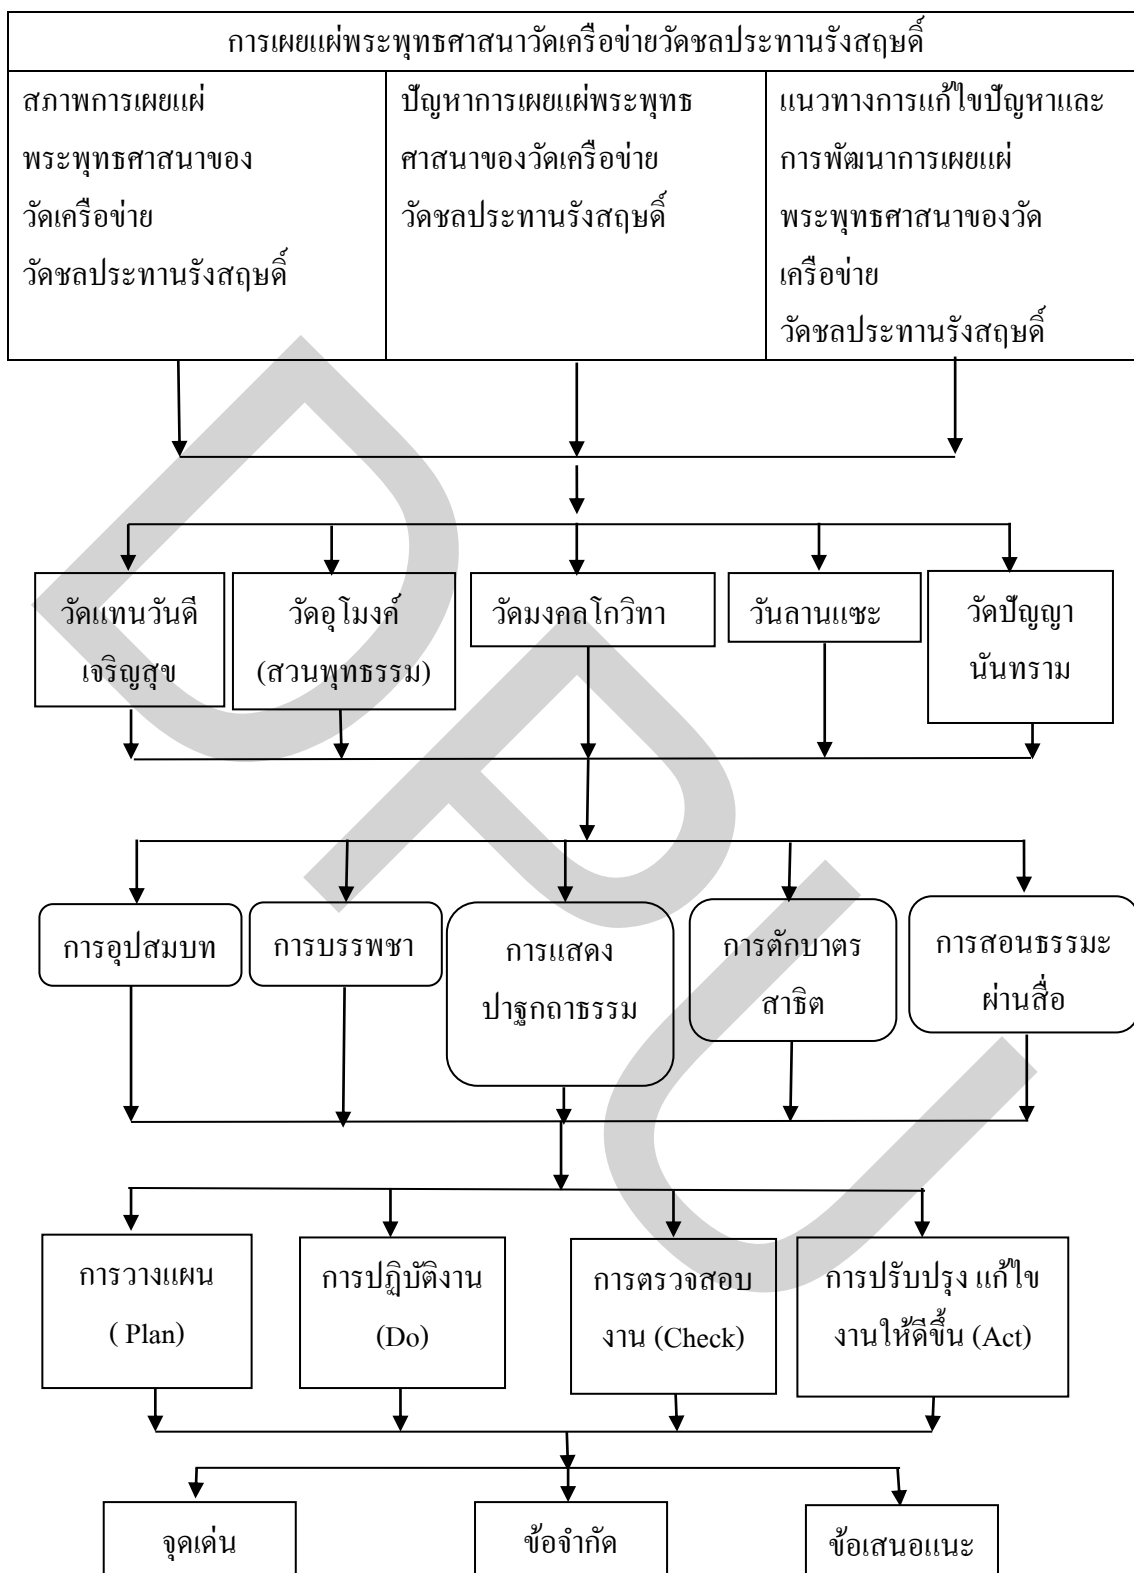 การเผยแผ่พระพุทธศาสนาวัดเครือข่ายวัดชลประทานรังสฤษดิ์
สภาพการเผยแผ่
พระพุทธศาสนาของ
วัดเครือข่าย
วัดชลประทานรังสฤษดิ์
ปัญหาการเผยแผ่พระพุทธ
ศาสนาของวัดเครือข่าย
วัดชลประทานรังสฤษดิ์
แนวทางการแก้ไขปัญหาและ
การพัฒนาการเผยแผ่
พระพุทธศาสนาของวัด
เครือข่าย
วัดชลประทานรังสฤษดิ์
วัดแทนวันดี
เจริญสุข
วัดอุโมงค์
(สวนพุทธธรรม)
วัดมงคลโกวิทา
วันลานแซะ
วัดปัญญา
นันทราม
การอุปสมบท
การบรรพชา
การแสดง
ปาฐกถาธรรม
การตักบาตร
สาธิต
การสอนธรรมะ
ผ่านสื่อ
การวางแผน
( Plan)
การปฏิบัติงาน
(Do)
การตรวจสอบ
งาน (Check)
การปรับปรุง แก้ไข
งานให้ดีขึ้น (Act)
จุดเด่น
ข้อจำกัด
ข้อเสนอแนะ
DPU